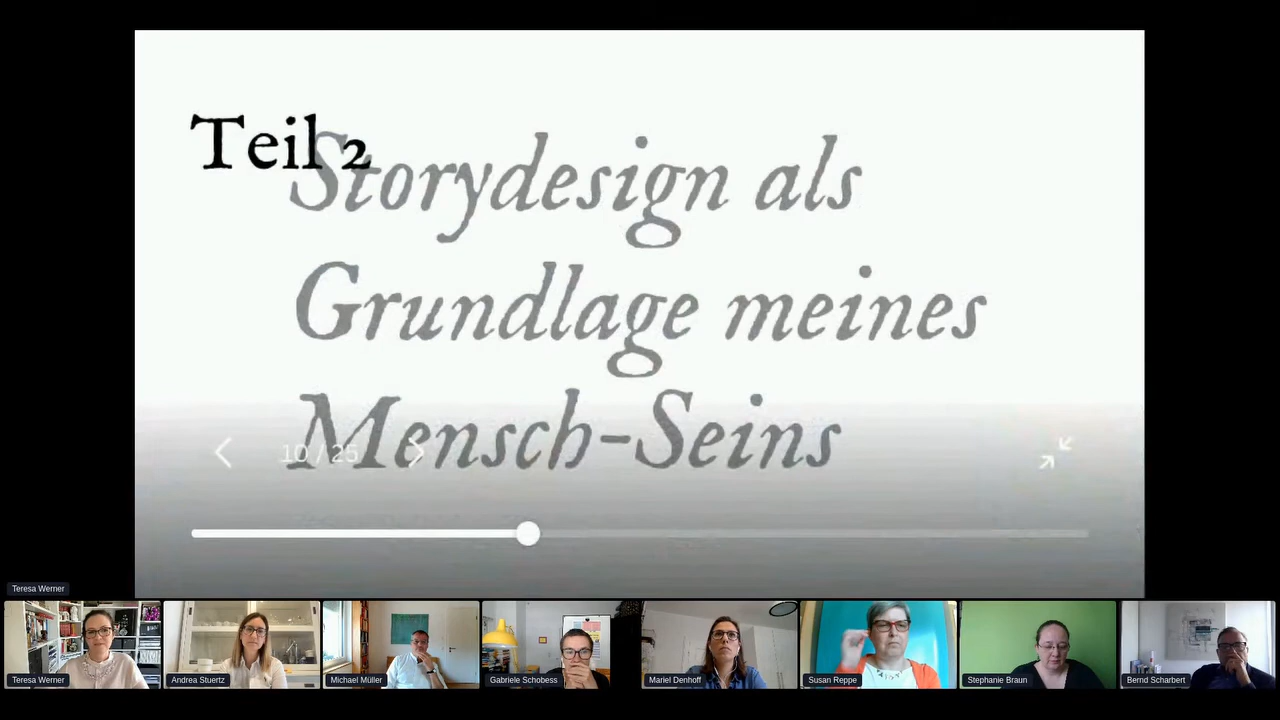 Teil 2
Storydesign als
Grundlage meines
Mensch-Seins
10 / 25
Teresa Werner
Teresa Werner
Andrea Stuertz
Michael Müller
Gabriele Schobess
Mariel Denhoff
Susan Reppe
Stephanie Braun
Bernd Scharbert